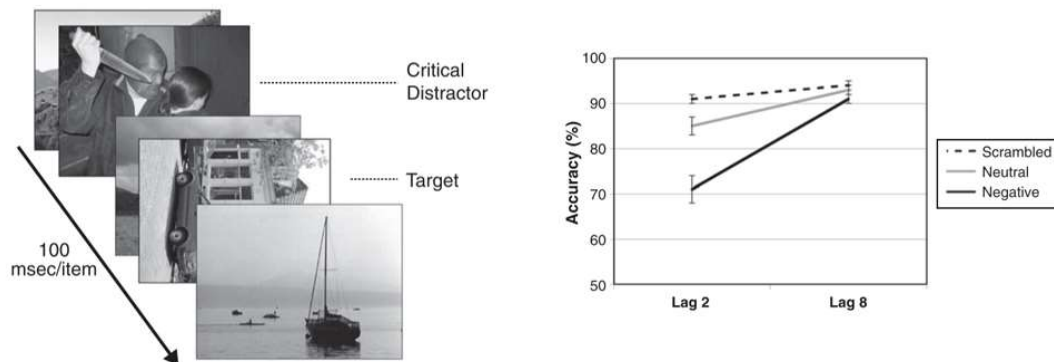 Critical
Distractor
Target
100
msec/item
100
90
80
70
60
50
Accuracy (%)
Lag 2
Lag 8
Scrambled
Neutral
Negative